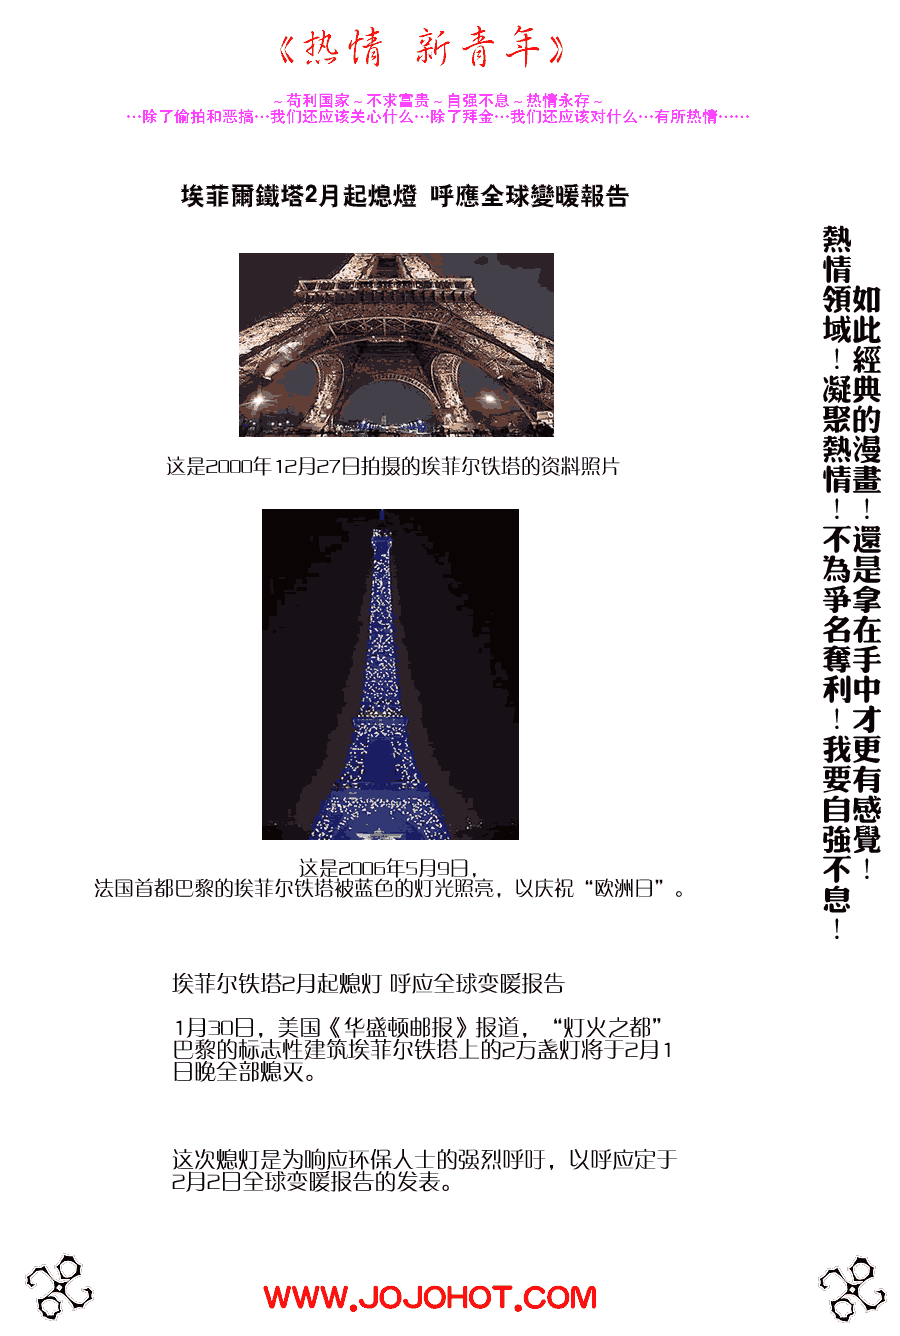 《热情 新青年》
～苟利国家～不求富贵～自强不息～热情永存～
…除了偷拍和恶搞…我们还应该关心什么…除了拜金…我们还应该对什么…有所热情……
埃菲爾鐵塔2月起熄燈 呼應全球變暖報告
这是2000年12月27日拍摄的埃菲尔铁塔的资料照片
这是2006年5月9日，
法国首都巴黎的埃菲尔铁塔被蓝色的灯光照亮，以庆祝“欧洲日”。
埃菲尔铁塔2月起熄灯 呼应全球变暖报告
1月30日，美国《华盛顿邮报》报道，“灯火之都”
巴黎的标志性建筑埃菲尔铁塔上的2万盏灯将于2月1
日晚全部熄灭。
这次熄灯是为响应环保人士的强烈呼吁，以呼应定于
2月2日全球变暖报告的发表。
如此經典的漫畫！還是拿在手中才更有感覺！
熱情領域！凝聚熱情！不為爭名奪利！我要自強不息！
WWW.JOJOHOT.COM